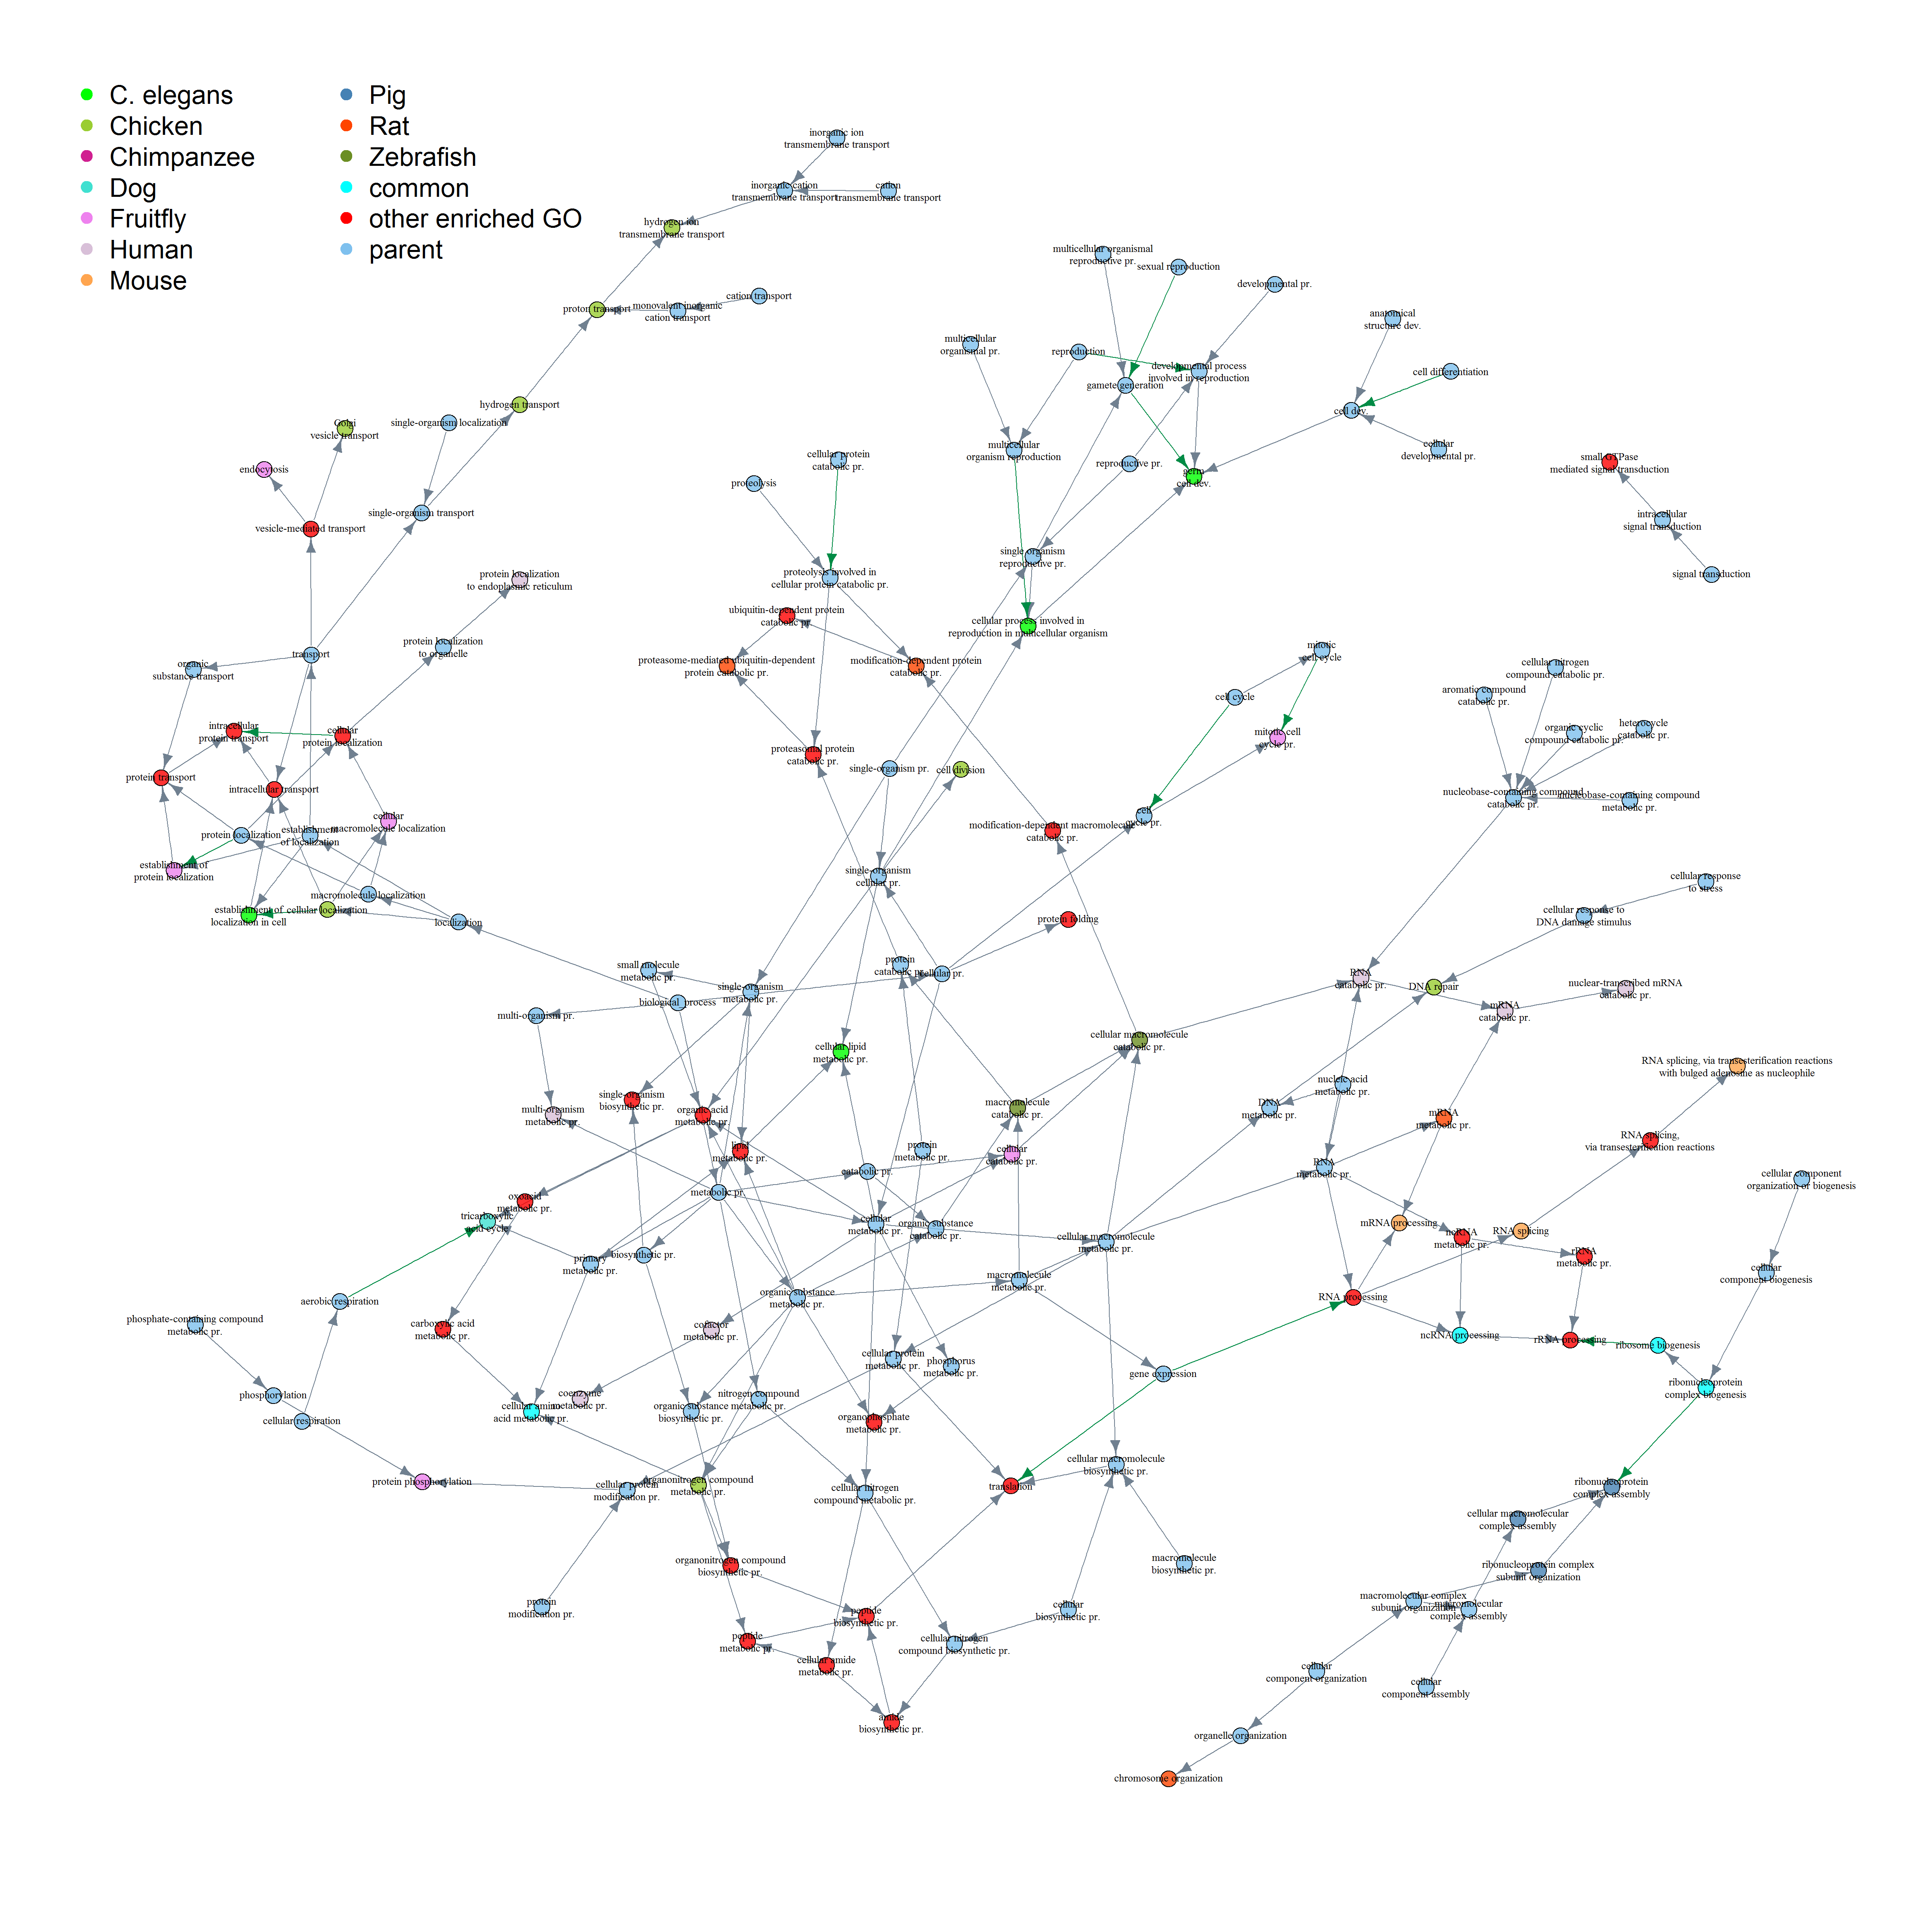 C. elegans
Chicken
Chimpanzee
Dog
Fruitfly
Human
Mouse
Pig
Rat
Zebrafish
common
other enriched GO
parent
inorganic ion
transmembrane transport
inorganic cation
transmembrane transport
cation
transmembrane transport
hydrogen ion
transmembrane transport
multicellular organismal
reproductive pr.
sexual reproduction
developmental pr.
proton transport
monovalent inorganic
cation transport
cation transport
anatomical
structure dev.
multicellular
organismal pr.
reproduction
developmental process
involved in reproduction
gamete generation
cell differentiation
hydrogen transport
cell dev.
Golgi
vesicle transport
single-organism localization
endocytosis
cellular protein
catabolic pr.
multicellular
organism reproduction
reproductive pr.
cellular
developmental pr.
germ
cell dev.
small GTPase
mediated signal transduction
proteolysis
vesicle-mediated transport
single-organism transport
intracellular
signal transduction
signal transduction
protein localization
to endoplasmic reticulum
proteolysis involved in
cellular protein catabolic pr.
single organism
reproductive pr.
ubiquitin-dependent protein
catabolic pr.
cellular process involved in
reproduction in multicellular organism
protein localization
to organelle
transport
organic
substance transport
proteasome-mediated ubiquitin-dependent
protein catabolic pr.
modification-dependent protein
catabolic pr.
mitotic
cell cycle
cellular nitrogen
compound catabolic pr.
aromatic compound
catabolic pr.
cell cycle
intracellular
protein transport
cellular
protein localization
mitotic cell
cycle pr.
organic cyclic
compound catabolic pr.
heterocycle
catabolic pr.
proteasomal protein
catabolic pr.
single-organism pr.
cell division
protein transport
intracellular transport
nucleobase-containing compound
catabolic pr.
nucleobase-containing compound
metabolic pr.
cell
cycle pr.
modification-dependent macromolecule
catabolic pr.
cellular
macromolecule localization
protein localization
establishment
of localization
establishment of
protein localization
single-organism
cellular pr.
cellular response
to stress
macromolecule localization
establishment of
localization in cell
cellular localization
localization
protein folding
cellular response to
DNA damage stimulus
small molecule
metabolic pr.
protein
catabolic pr.
cellular pr.
single-organism
metabolic pr.
biological_process
RNA
catabolic pr.
DNA repair
nuclear-transcribed mRNA
catabolic pr.
multi-organism pr.
mRNA
catabolic pr.
cellular lipid
metabolic pr.
cellular macromolecule
catabolic pr.
RNA splicing, via transesterification reactions
with bulged adenosine as nucleophile
nucleic acid
metabolic pr.
single-organism
biosynthetic pr.
multi-organism
metabolic pr.
organic acid
metabolic pr.
macromolecule
catabolic pr.
DNA
metabolic pr.
mRNA
metabolic pr.
lipid
metabolic pr.
protein
metabolic pr.
cellular
catabolic pr.
RNA splicing,
via transesterification reactions
catabolic pr.
RNA
metabolic pr.
cellular component
organization or biogenesis
metabolic pr.
oxoacid
metabolic pr.
tricarboxylic
acid cycle
cellular
metabolic pr.
organic substance
catabolic pr.
cellular macromolecule
metabolic pr.
mRNA processing
ncRNA
metabolic pr.
RNA splicing
primary
metabolic pr.
biosynthetic pr.
rRNA
metabolic pr.
cellular
component biogenesis
macromolecule
metabolic pr.
organic substance
metabolic pr.
aerobic respiration
RNA processing
phosphate-containing compound
metabolic pr.
carboxylic acid
metabolic pr.
cofactor
metabolic pr.
ncRNA processing
rRNA processing
ribosome biogenesis
cellular protein
metabolic pr.
phosphorus
metabolic pr.
gene expression
ribonucleoprotein
complex biogenesis
phosphorylation
coenzyme
metabolic pr.
nitrogen compound
metabolic pr.
cellular amino
acid metabolic pr.
organic substance
biosynthetic pr.
cellular respiration
organophosphate
metabolic pr.
cellular macromolecule
biosynthetic pr.
protein phosphorylation
cellular protein
modification pr.
organonitrogen compound
metabolic pr.
cellular nitrogen
compound metabolic pr.
translation
ribonucleoprotein
complex assembly
cellular macromolecular
complex assembly
organonitrogen compound
biosynthetic pr.
macromolecule
biosynthetic pr.
ribonucleoprotein complex
subunit organization
protein
modification pr.
peptide
biosynthetic pr.
cellular
biosynthetic pr.
macromolecular complex
subunit organization
macromolecular
complex assembly
peptide
metabolic pr.
cellular nitrogen
compound biosynthetic pr.
cellular amide
metabolic pr.
cellular
component organization
cellular
component assembly
amide
biosynthetic pr.
organelle organization
chromosome organization